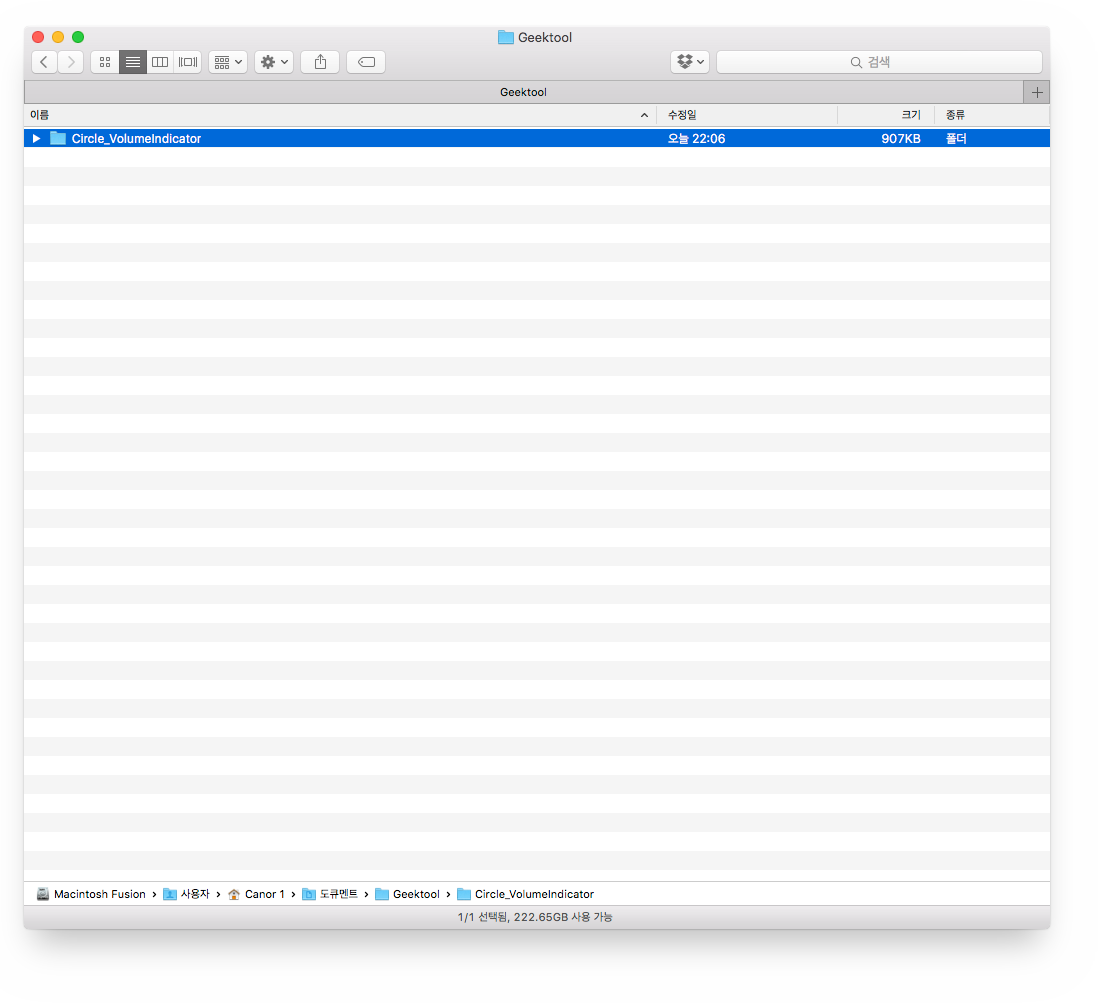 Geektool
검색
Geektool
이름 수정일 크기 종류
Circle_VolumeIndicator 오늘 22:06 907KB 폴더
Macintosh Fusion › 사용자 › Canor 1 › 도큐멘트 › Geektool › Circle_VolumeIndicator
1/1 선택됨, 222.65GB 사용 가능